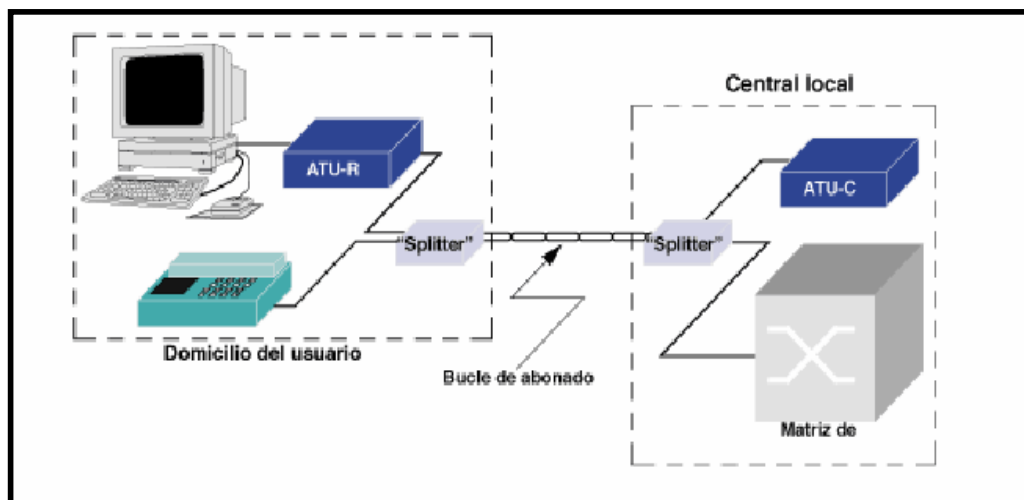 Central local
ATU-R
ATU-C
"Splitter"
"Splitter"
Domicilio del usuario
Bucle de abonado
Matriz de